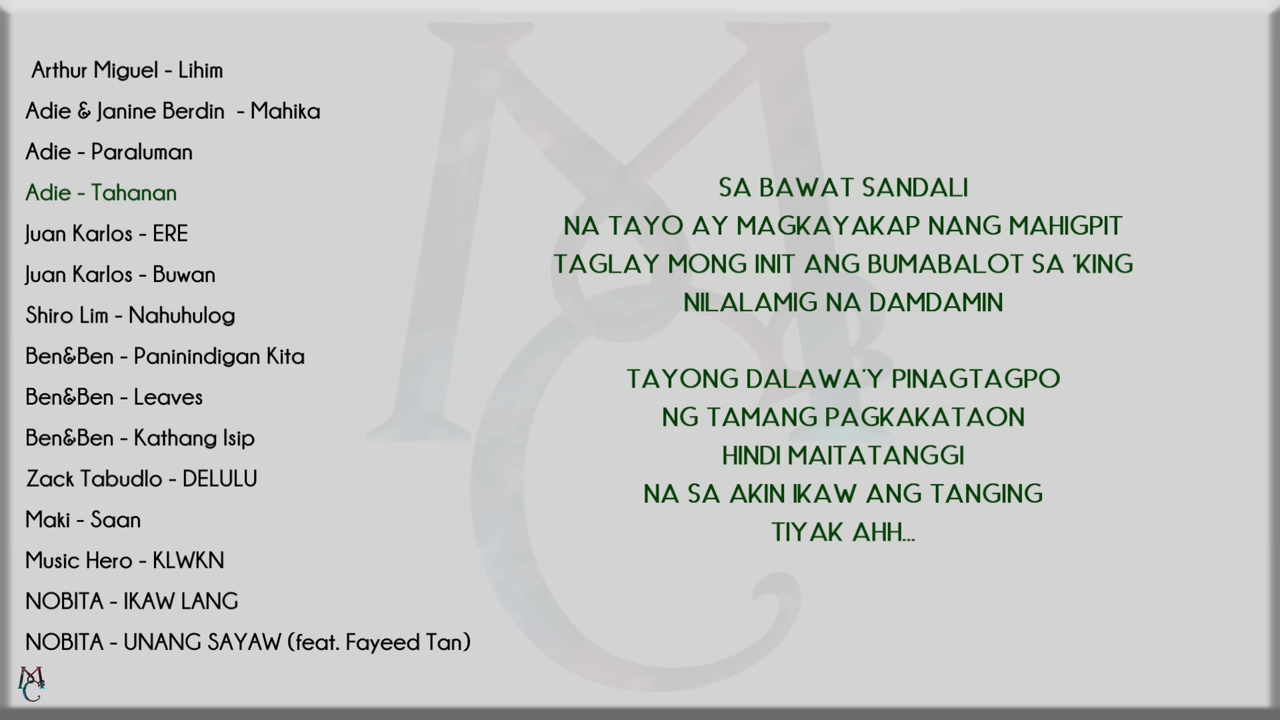 Arthur Miguel - Lihim
Adie & Janine Berdin - Mahika
Adie - Paraluman
Adie - Tahanan
Juan Karlos - ERE
Juan Karlos - Buwan
Shiro Lim - Nahuhulog
Ben&Ben - Paninindigan Kita
Ben&Ben - Leaves
Ben&Ben - Kathang Isip
Zack Tabudlo - DELULU
Maki - Saan
Music Hero - KLWKN
NOBITA - IKAW LANG
NOBITA - UNANG SAYAW (feat. Fayeed Tan)
SA BAWAT SANDALI
NA TAYO AY MAGKAYAKAP NANG MAHIGPIT
TAGLAY MONG INIT ANG BUMABALOT SA 'KING
NILALAMIG NA DAMDAMIN
TAYONG DALAWA'Y PINAGTAGPO
NG TAMANG PAGKAKATAON
HINDI MAITATANGGI
NA SA AKIN IKAW ANG TANGING
TIYAK AHH...